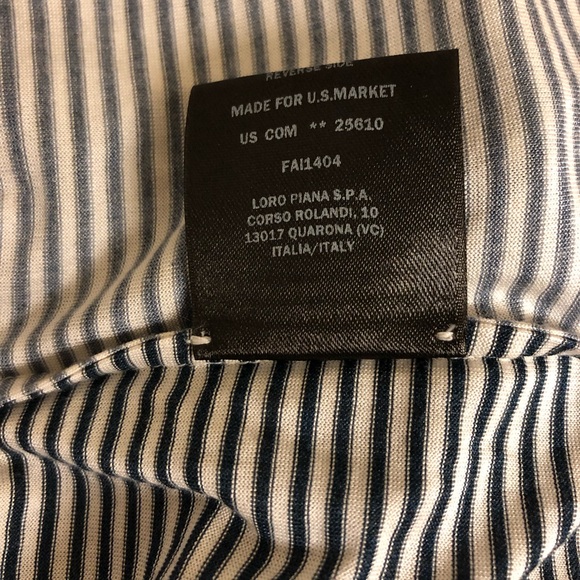 REVERSE SIDE
MADE FOR U.S.MARKET
US COM ** 25610
FAI1404
LORO PIANA S.P.A.
CORSO ROLANDI, 10
13017 QUARONA (VC)
ITALIA/ITALY